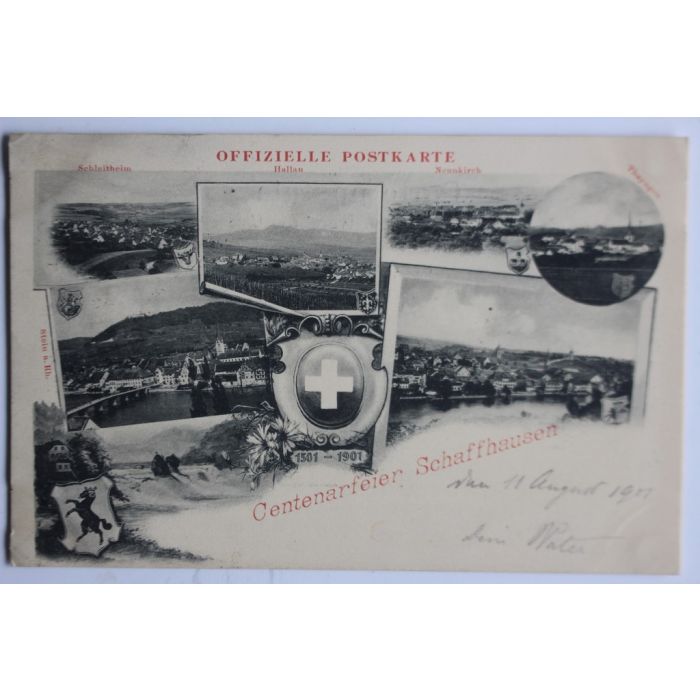 OFFIZIELLE POSTKARTE
Schleitheim
Hallau
Neunkirch
Thayngen
Stein a. Rh.
1501 – 1901
Centenarfeier Schaffhausen
Den 11 August 1901
Dein Vater